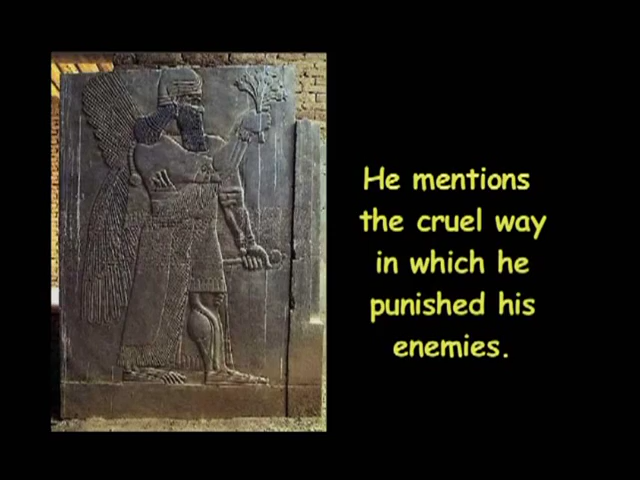 He mentions
the cruel way
in which he
punished his
enemies.